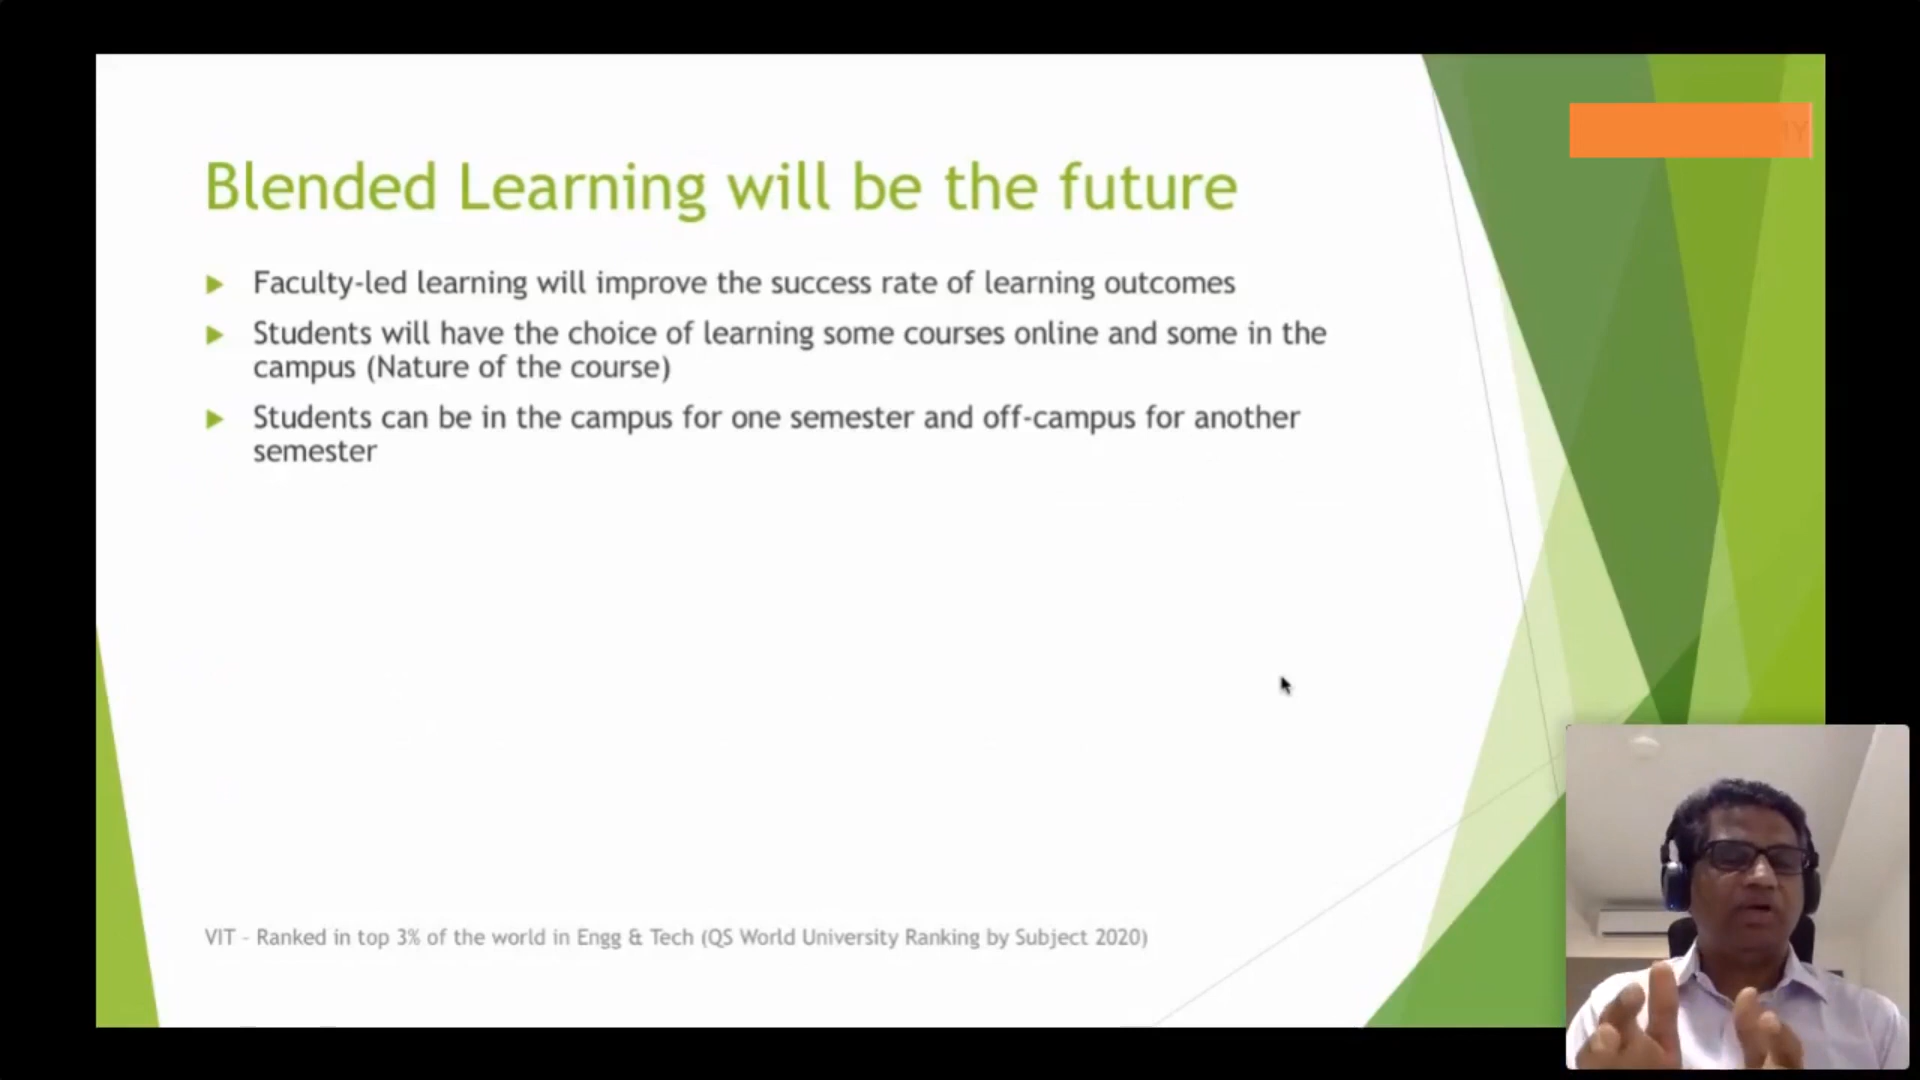 Blended Learning will be the future
Faculty-led learning will improve the success rate of learning outcomes
Students will have the choice of learning some courses online and some in the
campus (Nature of the course)
Students can be in the campus for one semester and off-campus for another
semester
VIT - Ranked in top 3% of the world in Engg & Tech (QS World University Ranking by Subject 2020)